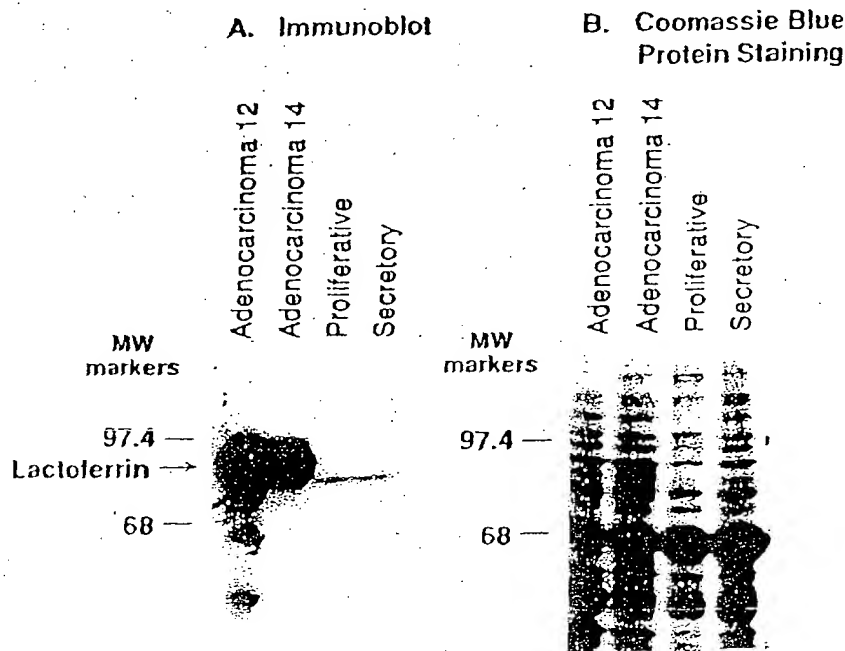 A. Immunoblot
Adenocarcinoma 12
Adenocarcinoma 14
Proliferative
Secretory
MW
markers
97.4
Lactoferrin →
68
B. Coomassie Blue
Protein Staining
Adenocarcinoma 12
Adenocarcinoma 14
Proliferative
Secretory
MW
markers
97.4
68